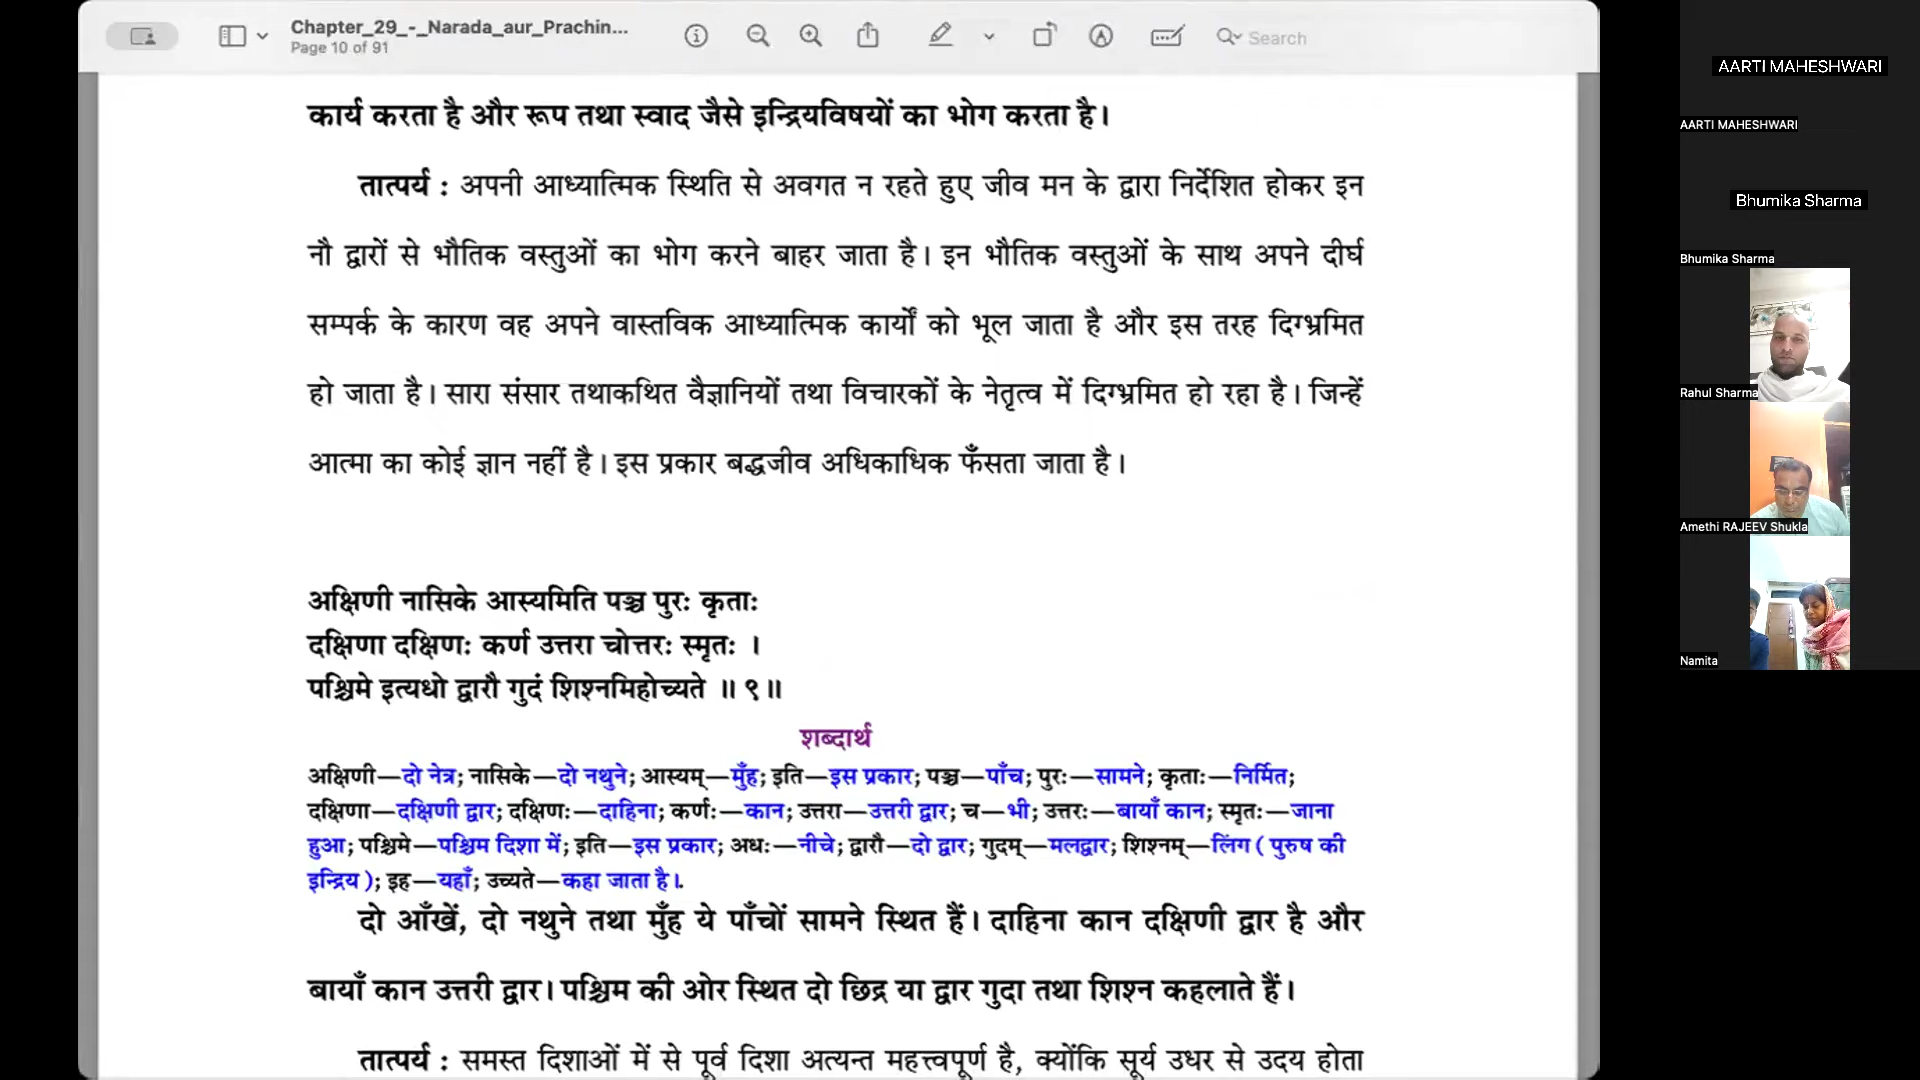 Chapter_29_-_Narada_aur_Prachin...
Page 10 of 91
Search
कार्य करता है और रूप तथा स्वाद जैसे इन्द्रियविषयों का भोग करता है।
तात्पर्य : अपनी आध्यात्मिक स्थिति से अवगत न रहते हुए जीव मन के द्वारा निर्देशित होकर इन
नौ द्वारों से भौतिक वस्तुओं का भोग करने बाहर जाता है। इन भौतिक वस्तुओं के साथ अपने दीर्घ
सम्पर्क के कारण वह अपने वास्तविक आध्यात्मिक कार्यों को भूल जाता है और इस तरह दिग्भ्रमित
हो जाता है। सारा संसार तथाकथित वैज्ञानियों तथा विचारकों के नेतृत्व में दिग्भ्रमित हो रहा है। जिन्हें
आत्मा का कोई ज्ञान नहीं है। इस प्रकार बद्धजीव अधिकाधिक फँसता जाता है।
अक्षिणी नासिके आस्यमिति पञ्च पुरः कृताः
दक्षिणा दक्षिणः कर्ण उत्तरा चोत्तरः स्मृतः ।
पश्चिमे इत्यधो द्वारौ गुदं शिश्नमिहोच्यते ॥ ९॥
शब्दार्थ
अक्षिणी—दो नेत्र; नासिके—दो नथुने; आस्यम्—मुँह; इति—इस प्रकार; पञ्च—पाँच; पुरः—सामने; कृताः—निर्मित;
दक्षिणा—दक्षिणी द्वार; दक्षिणः—दाहिना; कर्णः—कान; उत्तरा—उत्तरी द्वार; च—भी; उत्तरः—बायाँ कान; स्मृतः—जाना
हुआ; पश्चिमे—पश्चिम दिशा में; इति—इस प्रकार; अधः—नीचे; द्वारौ—दो द्वार; गुदम्—मलद्वार; शिश्नम्—लिंग ( पुरुष की
इन्द्रिय ); इह—यहाँ; उच्यते—कहा जाता है।.
दो आँखें, दो नथुने तथा मुँह ये पाँचों सामने स्थित हैं। दाहिना कान दक्षिणी द्वार है और
बायाँ कान उत्तरी द्वार। पश्चिम की ओर स्थित दो छिद्र या द्वार गुदा तथा शिश्न कहलाते हैं।
तात्पर्य : समस्त दिशाओं में से पूर्व दिशा अत्यन्त महत्त्वपूर्ण है, क्योंकि सूर्य उधर से उदय होता
AARTI MAHESHWARI
AARTI MAHESHWARI
Bhumika Sharma
Bhumika Sharma
Rahul Sharma
Amethi RAJEEV Shukla
Namita